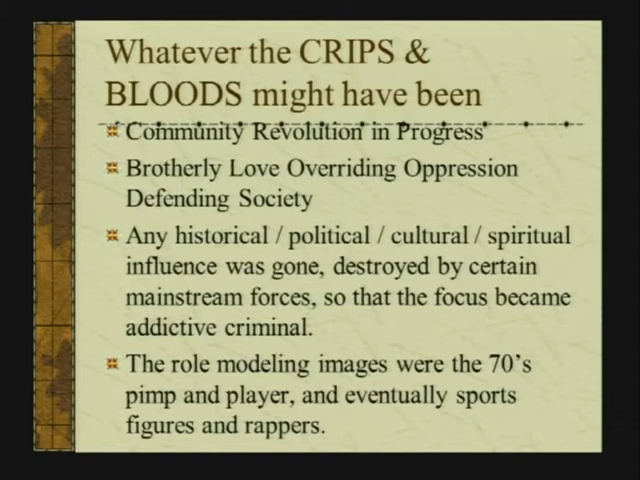 Whatever the CRIPS &
BLOODS might have been
Community Revolution in Progress
Brotherly Love Overriding Oppression
Defending Society
Any historical / political / cultural / spiritual
influence was gone, destroyed by certain
mainstream forces, so that the focus became
addictive criminal.
The role modeling images were the 70's
pimp and player, and eventually sports
figures and rappers.